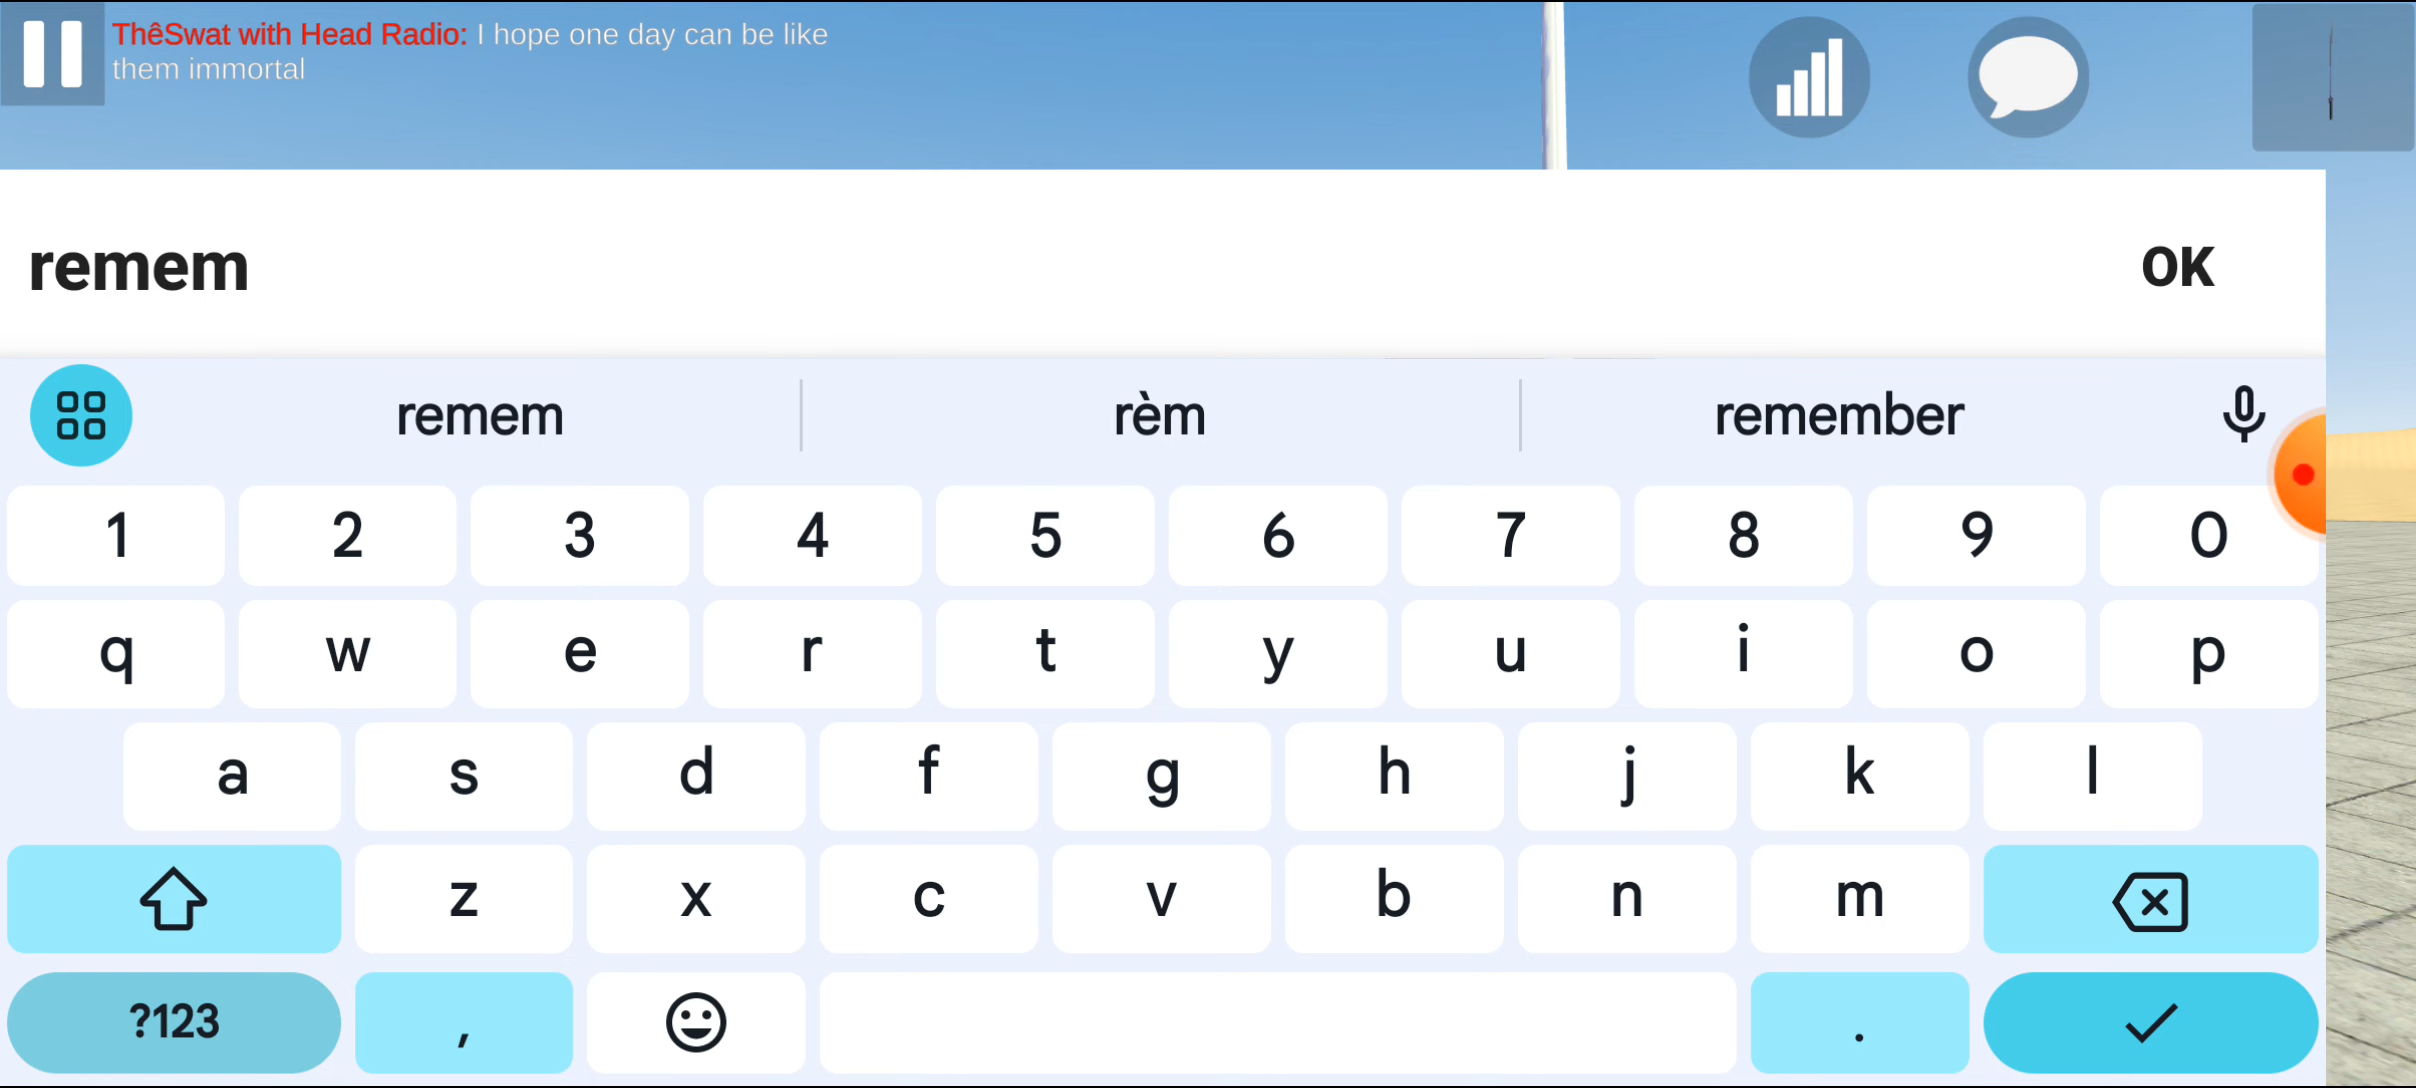 ThêSwat with Head Radio: I hope one day can be like
them immortal
remem
OK
remem rèm remember
1 2 3 4 5 6 7 8 9 0
q w e r t y u i o p
a s d f g h j k l
z x c v b n m
?123 , .